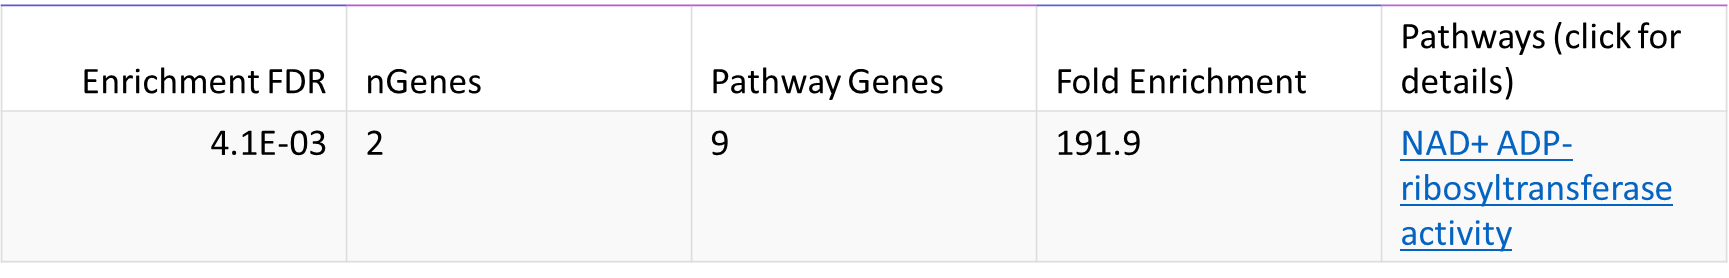 Enrichment FDR
nGenes
Pathway Genes
Fold Enrichment
Pathways (click for
details)
4.1E-03
2
9
191.9
NAD+ ADP-
ribosyltransferase
activity